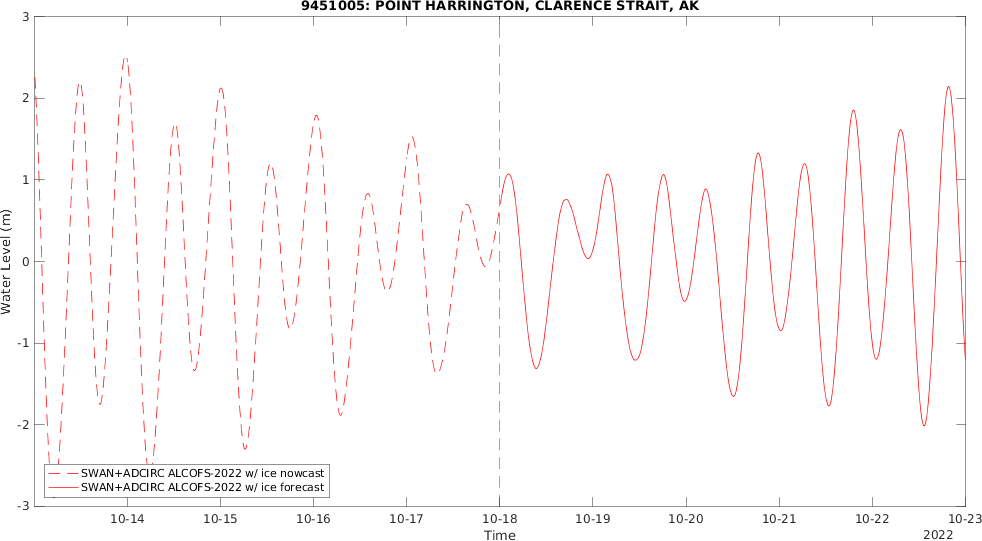 9451005: POINT HARRINGTON, CLARENCE STRAIT, AK
3
2
1
0
-1
-2
-3
Water Level (m)
SWAN+ADCIRC ALCOFS-2022 w/ ice nowcast
SWAN+ADCIRC ALCOFS-2022 w/ ice forecast
10-14 10-15 10-16 10-17 10-18 10-19 10-20 10-21 10-22 10-23
Time
2022